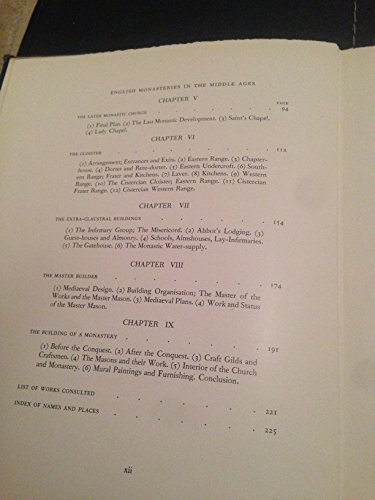 ENGLISH MONASTERIES IN THE MIDDLE AGES
CHAPTER V
PAGE
THE LATER MONASTIC CHURCH . . . . . 94
(1) Final Plan. (2) The Last Monastic Development. (3) Saint's Chapel.
(4) Lady Chapel.
CHAPTER VI
THE CLOISTER . . . . . . 112
(1) Arrangement; Entrances and Exits. (2) Eastern Range. (3) Chapter-
house. (4) Dorter and Rere-dorter. (5) Eastern Undercroft. (6) South-
ern Range; Frater and Kitchens. (7) Laver. (8) Kitchens. (9) Western
Range. (10) The Cistercian Cloister; Eastern Range. (11) Cistercian
Frater Range. (12) Cistercian Western Range.
CHAPTER VII
THE EXTRA-CLAUSTRAL BUILDINGS . . . . 154
(1) The Infirmary Group; The Misericord. (2) Abbot's Lodging. (3)
Guest-houses and Almonry. (4) Schools, Almshouses, Lay-Infirmaries.
(5) The Gatehouse. (6) The Monastic Water-supply.
CHAPTER VIII
THE MASTER BUILDER . . . . . 174
(1) Mediaeval Design. (2) Building Organisation; The Master of the
Works and the Master Mason. (3) Mediaeval Plans. (4) Work and Status
of the Master Mason.
CHAPTER IX
THE BUILDING OF A MONASTERY . . . . . 191
(1) Before the Conquest. (2) After the Conquest. (3) Craft Gilds and
Craftsmen. (4) The Masons and their Work. (5) Interior of the Church
and Monastery. (6) Mural Paintings and Furnishing. Conclusion.
LIST OF WORKS CONSULTED . . . . . 221
INDEX OF NAMES AND PLACES . . . . . 225
xii